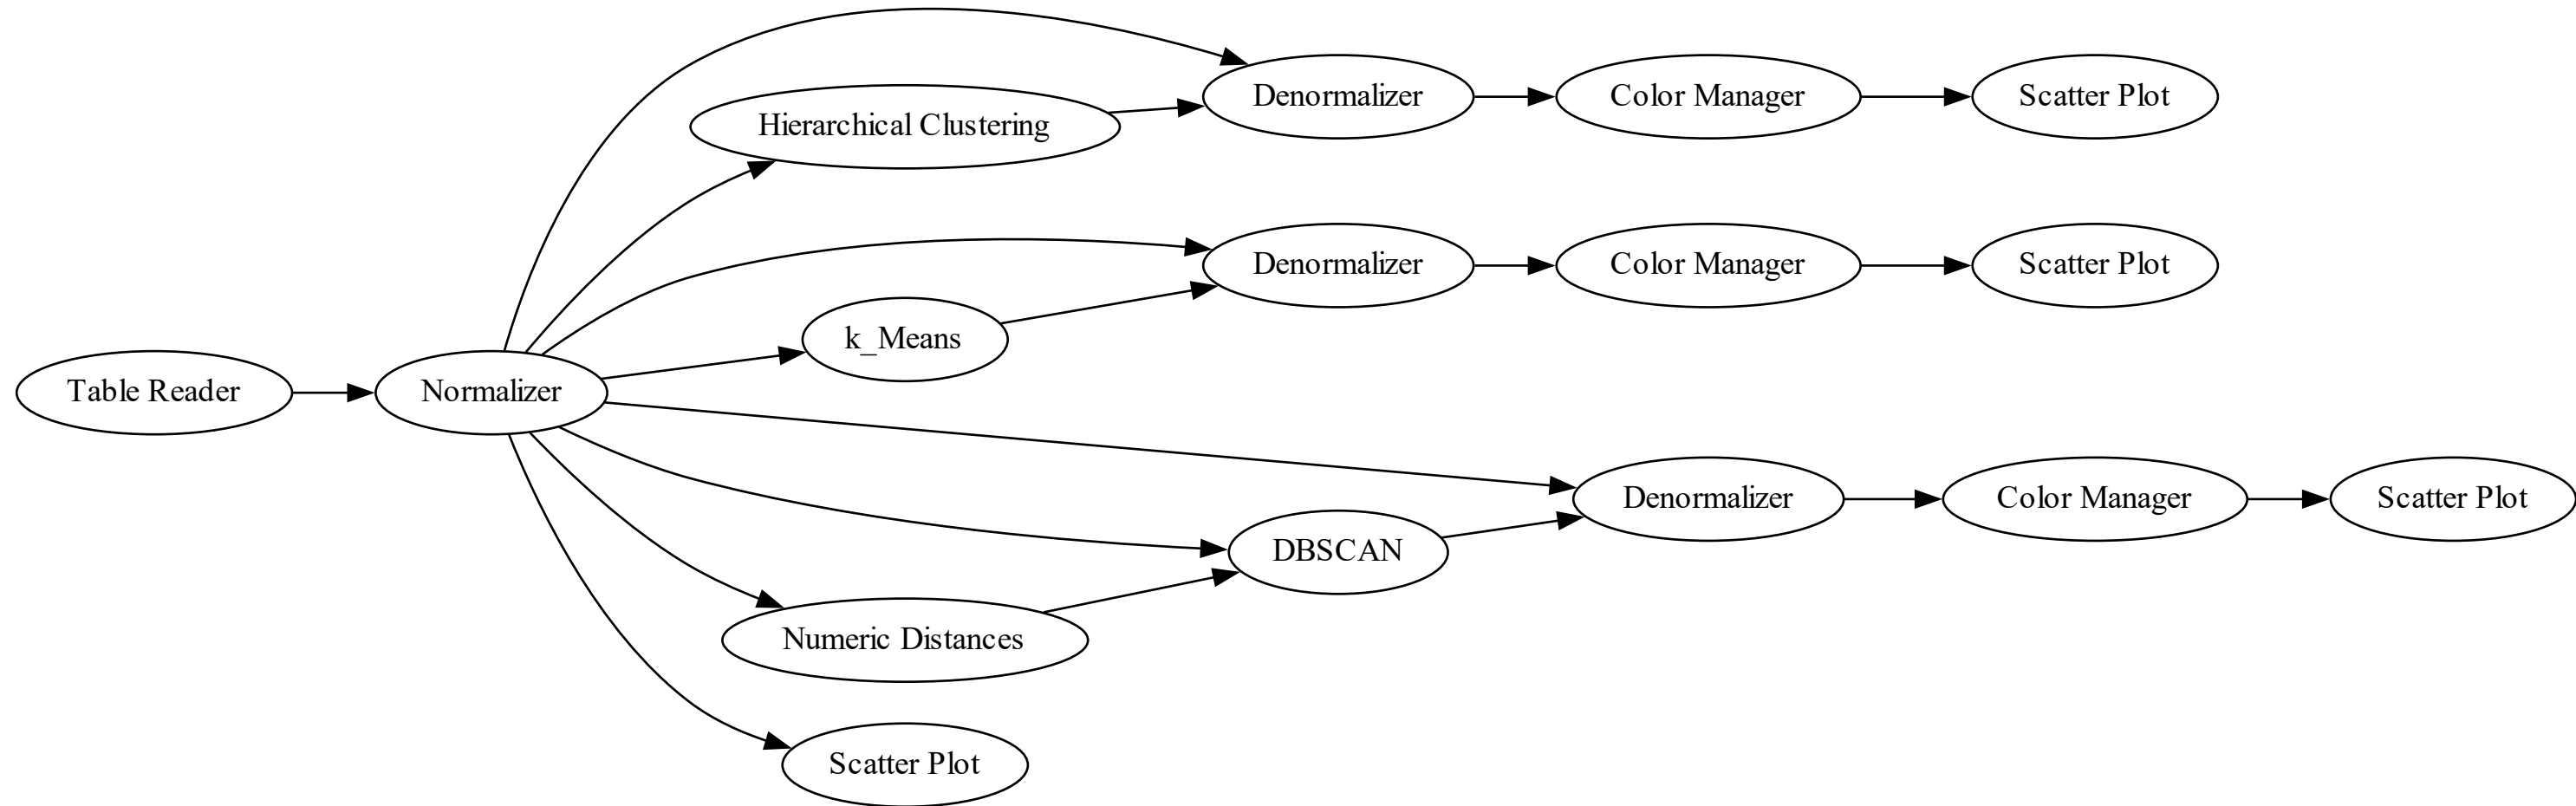 Denormalizer
Color Manager
Scatter Plot
Hierarchical Clustering
Denormalizer
Color Manager
Scatter Plot
k_Means
Table Reader
Normalizer
Denormalizer
Color Manager
Scatter Plot
DBSCAN
Numeric Distances
Scatter Plot